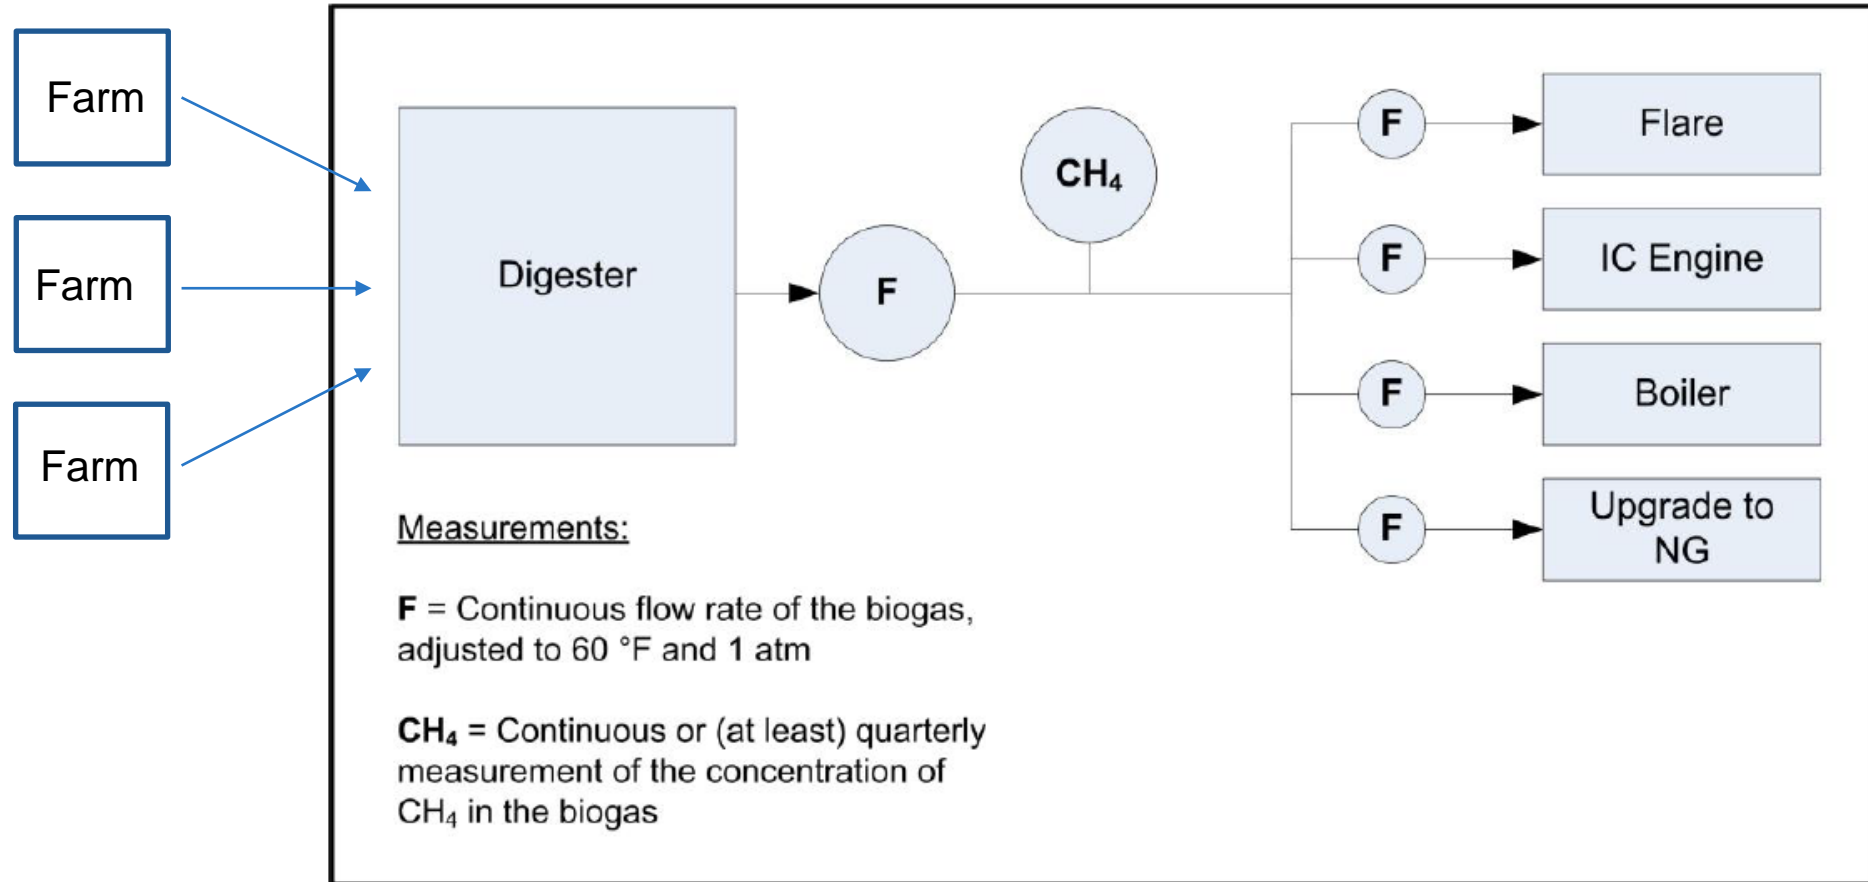 Farm
Farm
Farm
Digester
F
CH₄
F
Flare
F
IC Engine
F
Boiler
F
Upgrade to
NG
Measurements:
F = Continuous flow rate of the biogas,
adjusted to 60 °F and 1 atm
CH₄ = Continuous or (at least) quarterly
measurement of the concentration of
CH₄ in the biogas